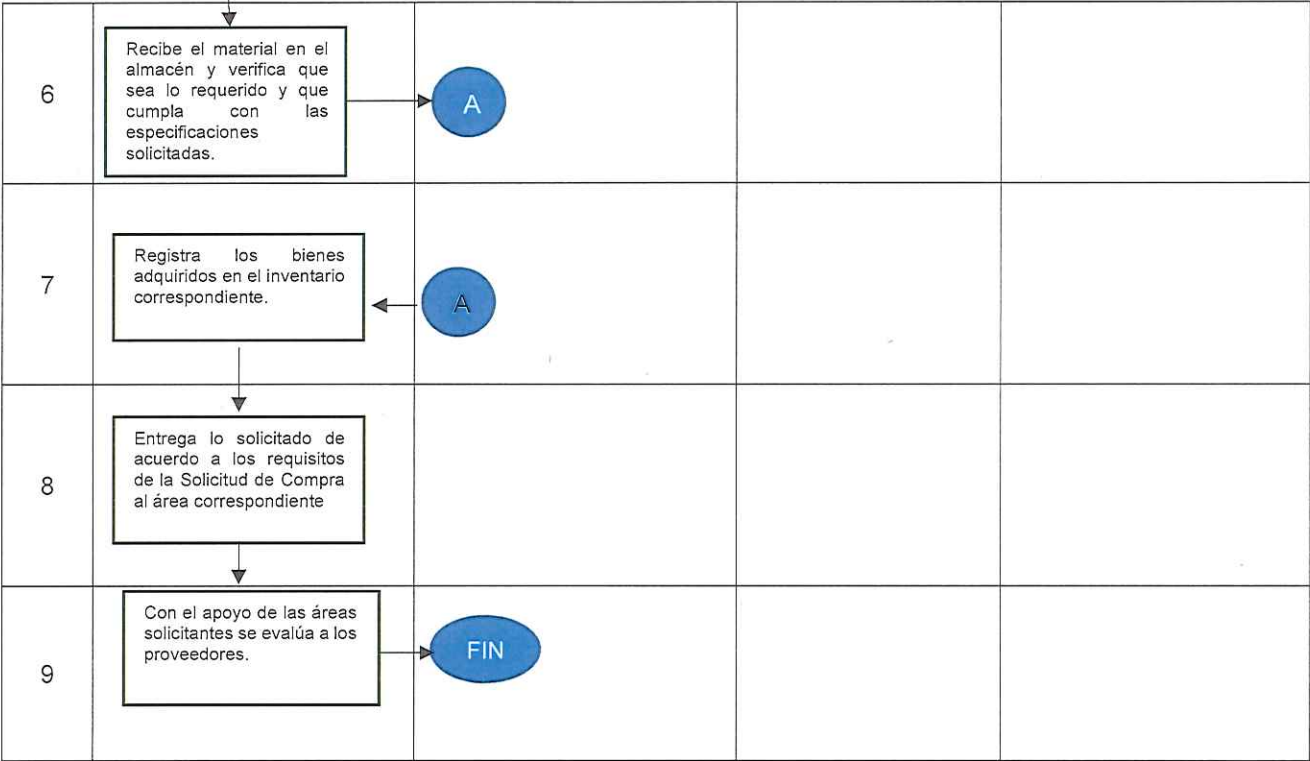 6
Recibe el material en el
almacén y verifica que
sea lo requerido y que
cumpla con las
especificaciones
solicitadas.
A
7
Registra los bienes
adquiridos en el inventario
correspondiente.
A
8
Entrega lo solicitado de
acuerdo a los requisitos
de la Solicitud de Compra
al área correspondiente
9
Con el apoyo de las áreas
solicitantes se evalúa a los
proveedores.
FIN